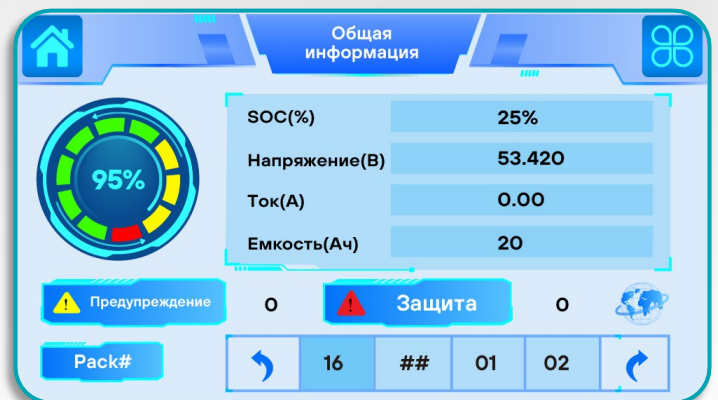 Общая
информация
95%
SOC(%) 25%
Напряжение(В) 53.420
Ток(А) 0.00
Емкость(Ач) 20
Предупреждение 0 Защита 0
Pack# 16 ## 01 02